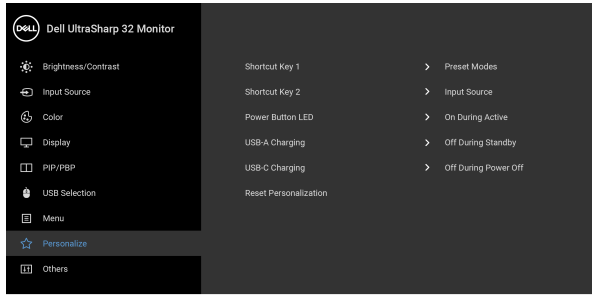 DELL Dell UltraSharp 32 Monitor
Brightness/Contrast
Input Source
Color
Display
PIP/PBP
USB Selection
Menu
Personalize
Others
Shortcut Key 1 > Preset Modes
Shortcut Key 2 > Input Source
Power Button LED > On During Active
USB-A Charging > Off During Standby
USB-C Charging > Off During Power Off
Reset Personalization